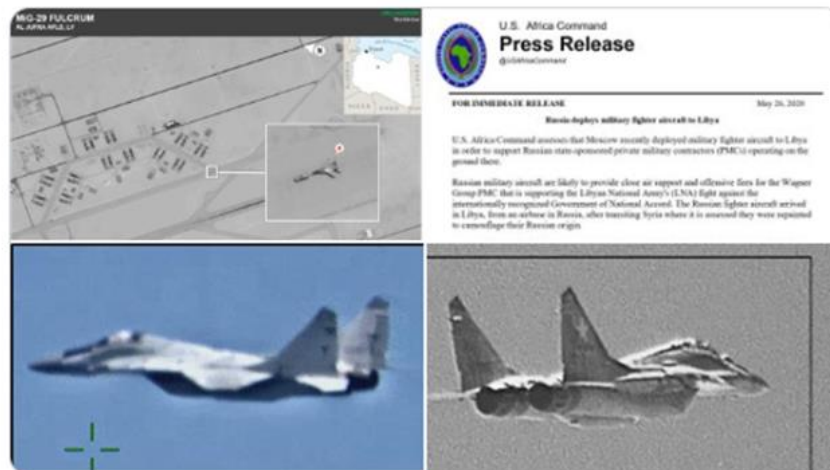 MiG-29 FULCRUM
AL JUFRA AFLD, LY
U.S. Africa Command
Press Release
@USAfricaCommand
FOR IMMEDIATE RELEASE May 26, 2020
Russia deploys military fighter aircraft to Libya
U.S. Africa Command assesses that Moscow recently deployed military fighter aircraft to Libya
in order to support Russian state-sponsored private military contractors (PMCs) operating on the
ground there.
Russian military aircraft are likely to provide close air support and offensive fires for the Wagner
Group PMC that is supporting the Libyan National Army's (LNA) fight against the
internationally recognized Government of National Accord. The Russian fighter aircraft arrived
in Libya, from an airbase in Russia, after transiting Syria where it is assessed they were repainted
to camouflage their Russian origin.